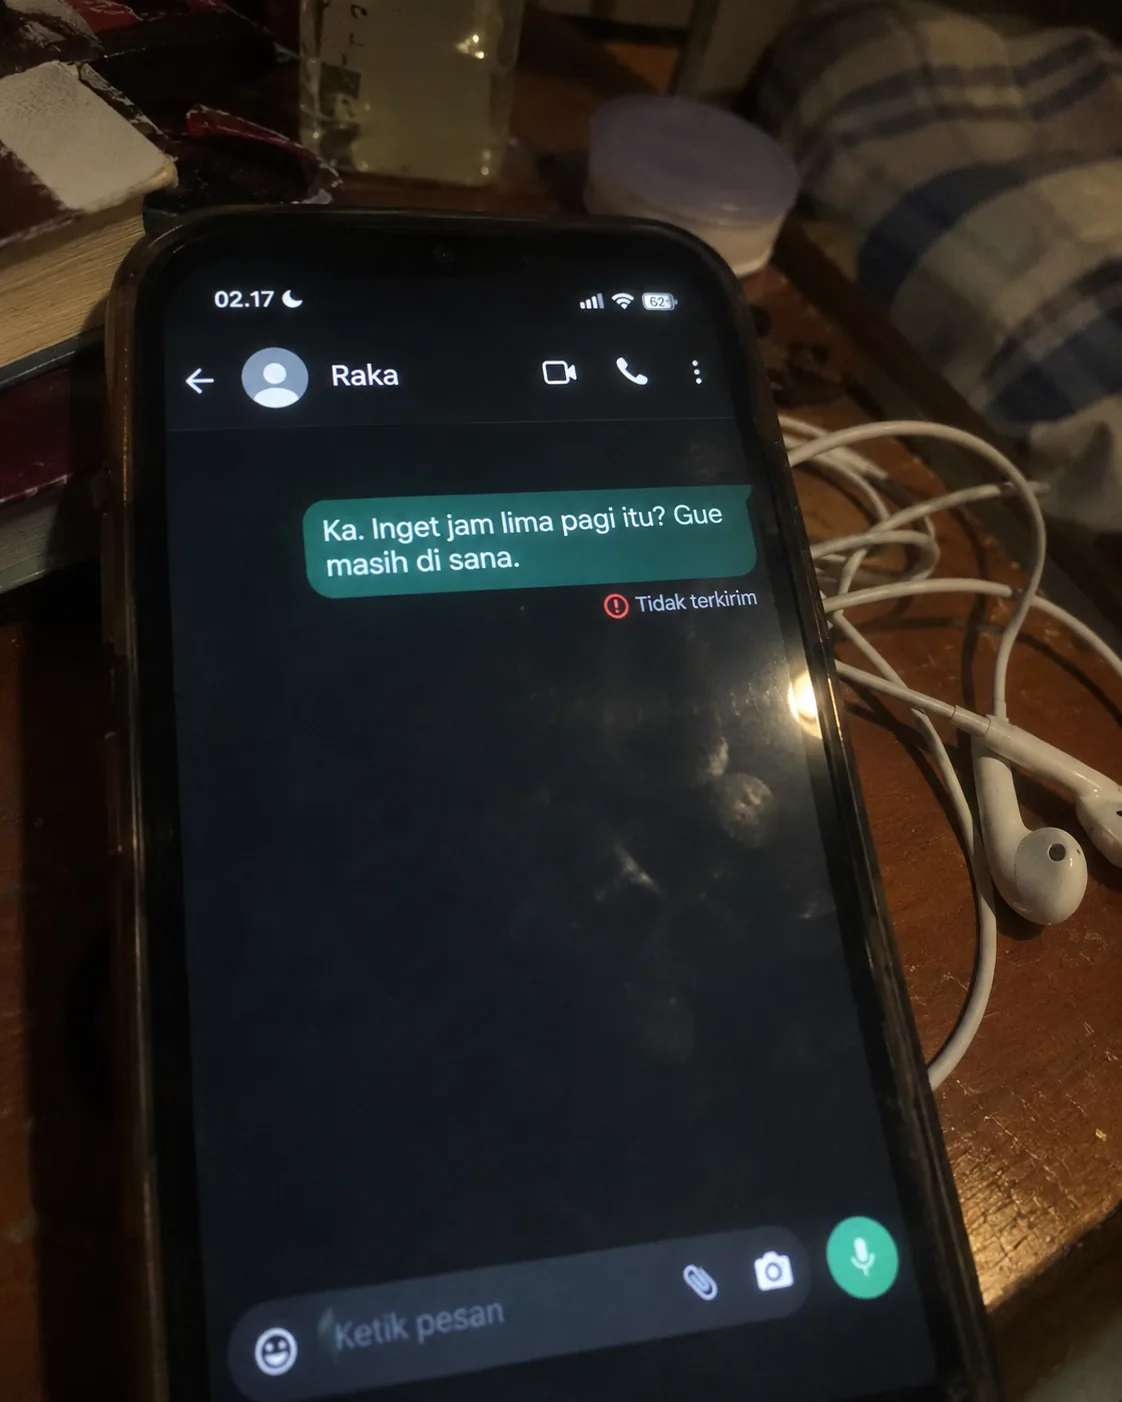 02.17
62
Raka
Ka. Inget jam lima pagi itu? Gue
masih di sana.
Tidak terkirim
Ketik pesan